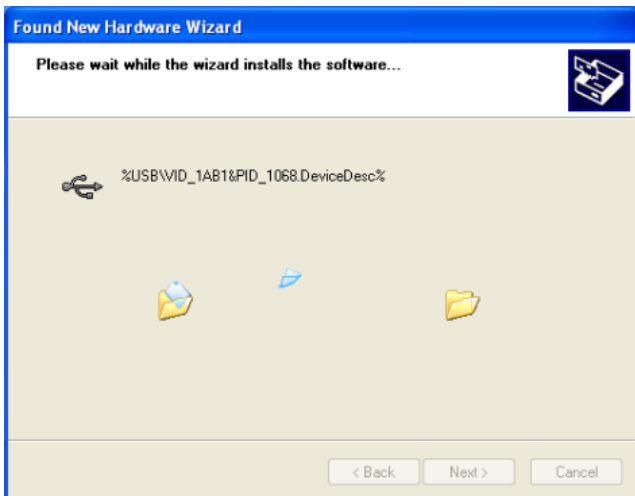 Found New Hardware Wizard
Please wait while the wizard installs the software...
%USB\VID_1AB1&PID_1068.DeviceDesc%
< Back
Next >
Cancel